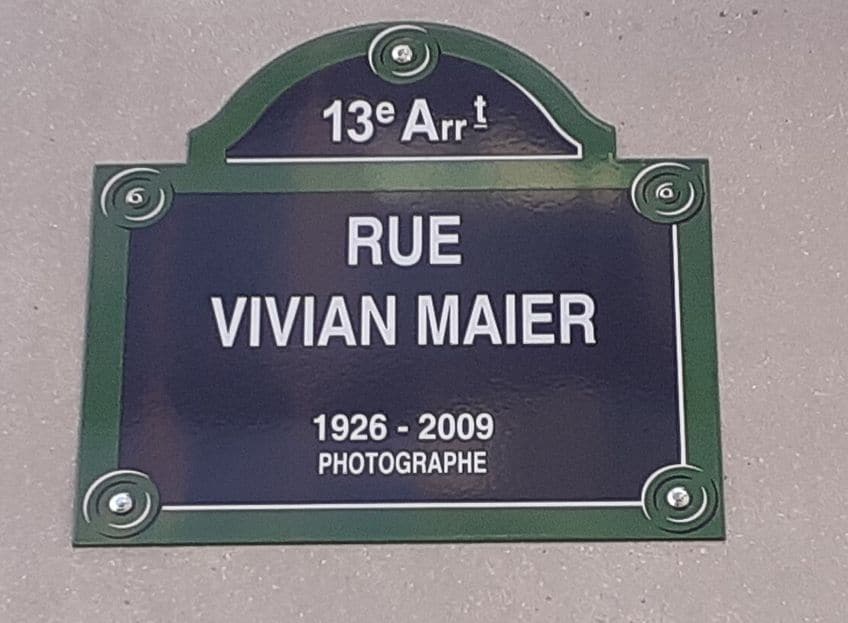 13e Arrt
RUE
VIVIAN MAIER
1926 - 2009
PHOTOGRAPHE